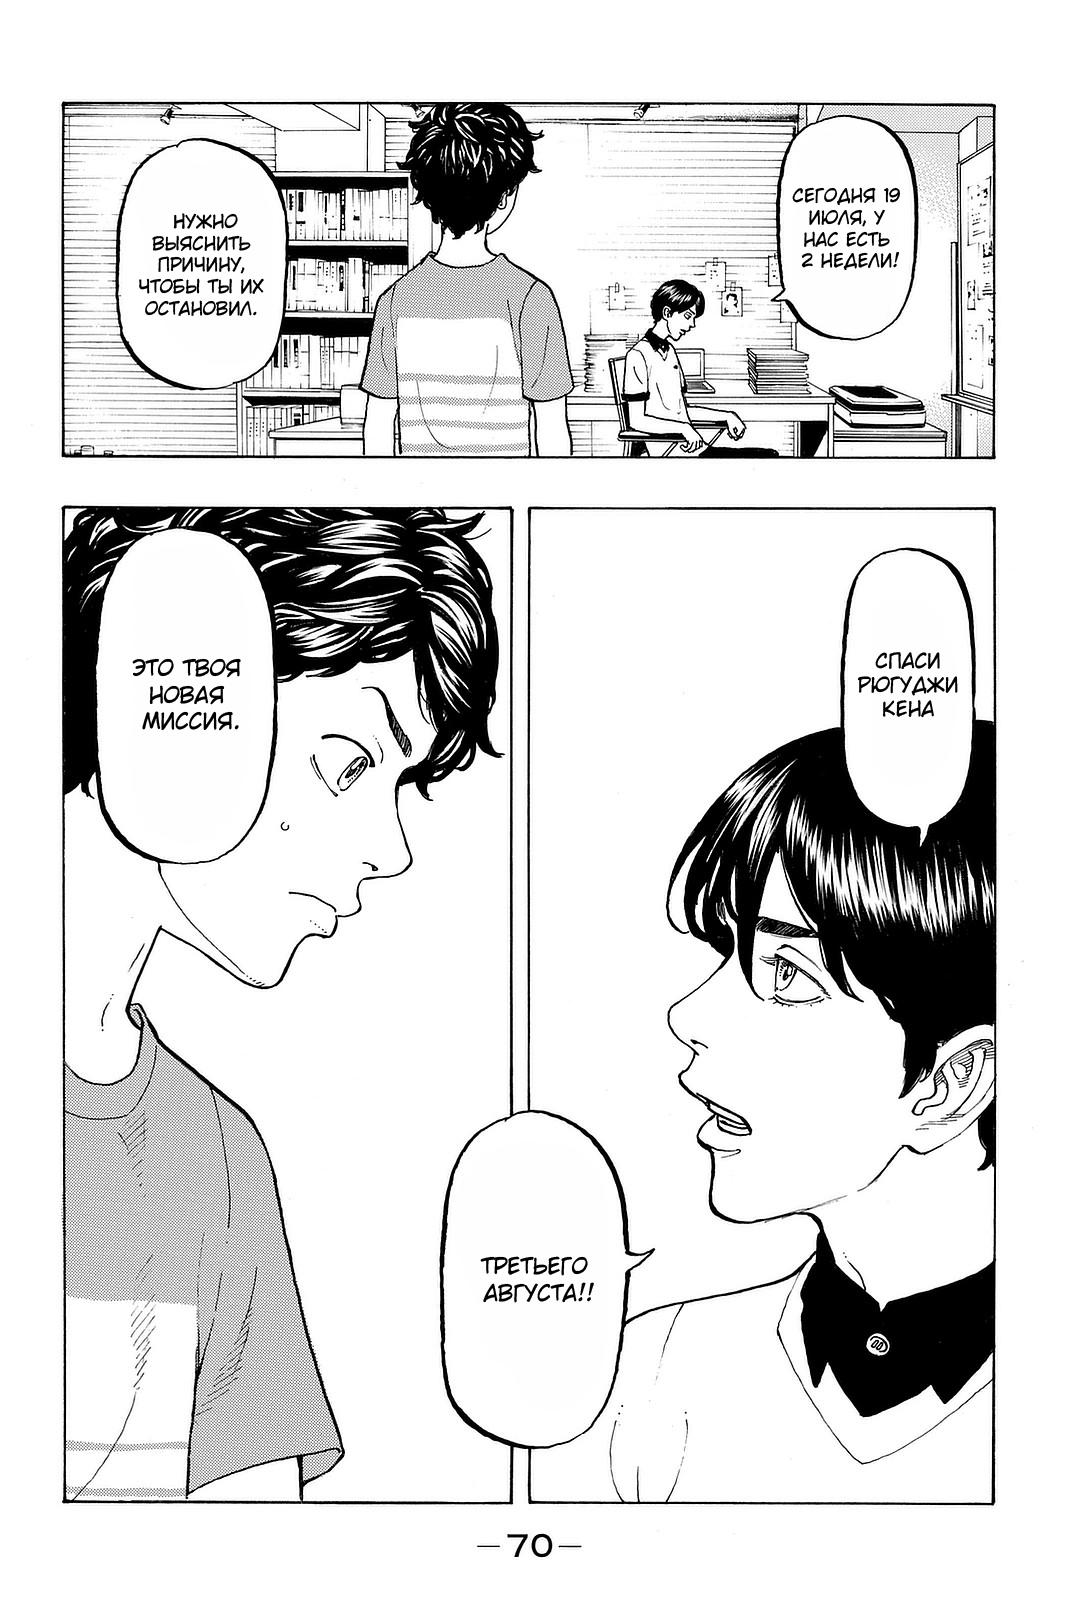 СЕГОДНЯ 19
ИЮЛЯ, У
НАС ЕСТЬ
2 НЕДЕЛИ!
НУЖНО
ВЫЯСНИТЬ
ПРИЧИНУ,
ЧТОБЫ ТЫ ИХ
ОСТАНОВИЛ.
СПАСИ
РЮГУДЖИ
КЕНА
ТРЕТЬЕГО
АВГУСТА!!
ЭТО ТВОЯ
НОВАЯ
МИССИЯ.
—70—